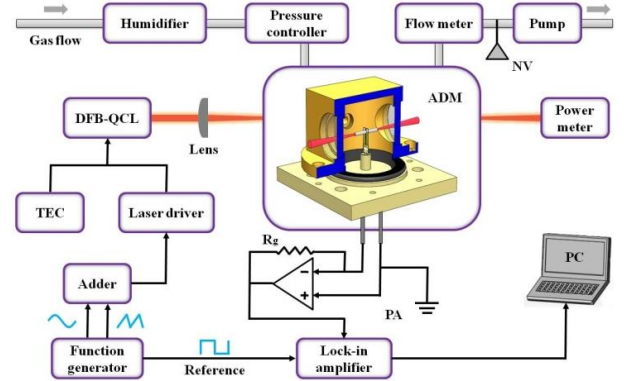 Gas flow
Humidifier
Pressure
controller
Flow meter
Pump
NV
DFB-QCL
Lens
ADM
Power
meter
TEC
Laser driver
Rg
PC
Adder
PA
Function
generator
Reference
Lock-in
amplifier